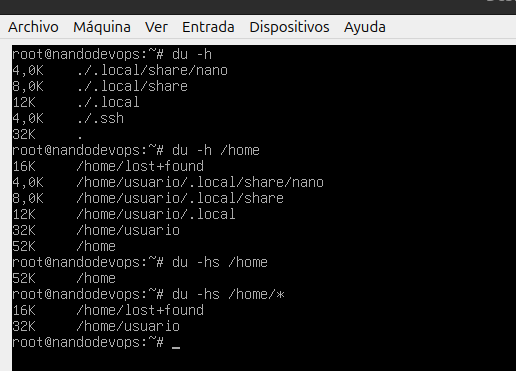 Archivo Máquina Ver Entrada Dispositivos Ayuda
root@nandodevops:~# du -h
4,0K ./.local/share/nano
8,0K ./.local/share
12K ./.local
4,0K ./.ssh
32K .
root@nandodevops:~# du -h /home
16K /home/lost+found
4,0K /home/usuario/.local/share/nano
8,0K /home/usuario/.local/share
12K /home/usuario/.local
32K /home/usuario
52K /home
root@nandodevops:~# du -hs /home
52K /home
root@nandodevops:~# du -hs /home/*
16K /home/lost+found
32K /home/usuario
root@nandodevops:~# _